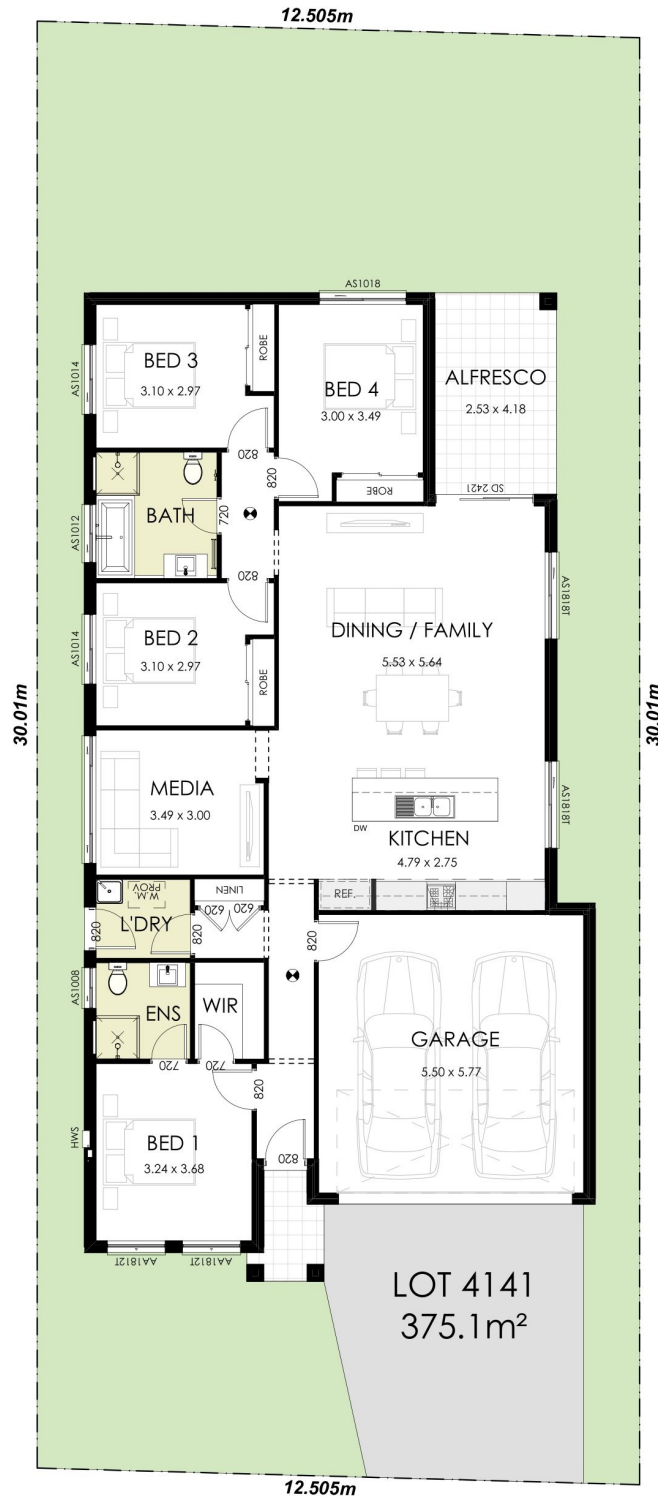 12.505m
AS1018
BED 3
3.10 x 2.97
ROBE
AS1014
BED 4
3.00 x 3.49
ALFRESCO
2.53 x 4.18
820
820
ROBE
SD 2421
BATH
720
AS1012
820
BED 2
3.10 x 2.97
ROBE
AS1014
DINING / FAMILY
5.53 x 5.64
AS1818T
30.01m
30.01m
MEDIA
3.49 x 3.00
DW
KITCHEN
4.79 x 2.75
AS1818T
W.M.
PROV
LINEN
620
620
REF.
L'DRY
820
820
820
AS1008
ENS
WIR
720
720
GARAGE
5.50 x 5.77
820
HWS
BED 1
3.24 x 3.68
820
AA1812T
AA1812T
LOT 4141
375.1m²
12.505m